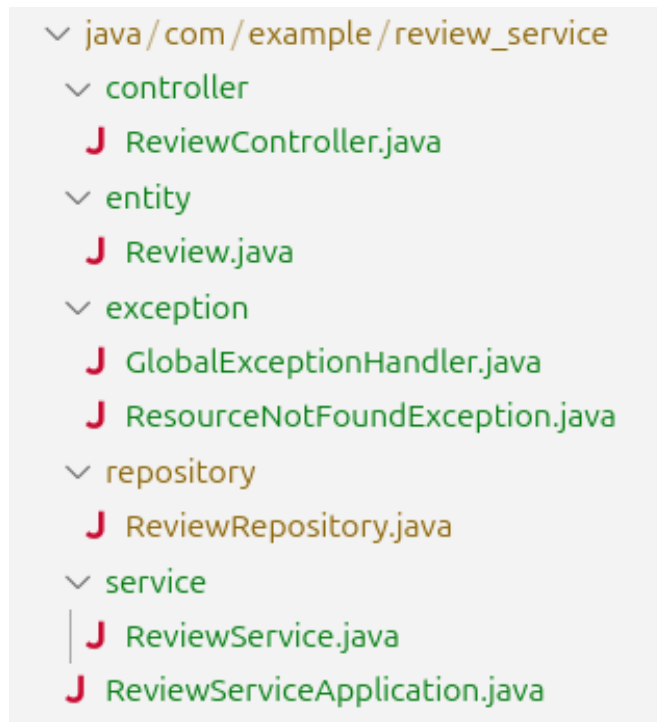 java/com/example/review_service
controller
J ReviewController.java
entity
J Review.java
exception
J GlobalExceptionHandler.java
J ResourceNotFoundException.java
repository
J ReviewRepository.java
service
J ReviewService.java
J ReviewServiceApplication.java